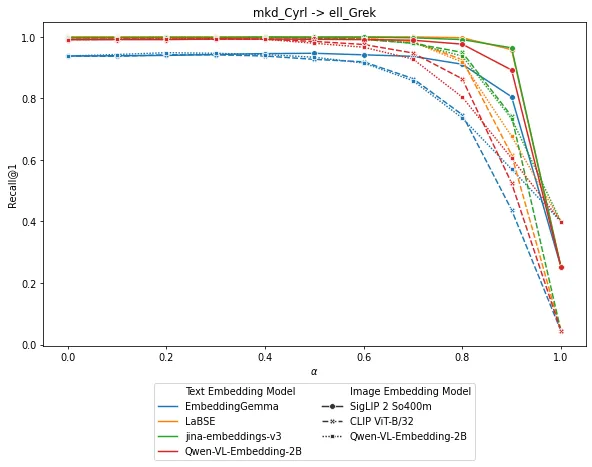 mkd_Cyrl -> ell_Grek
Recall@1
1.0
0.8
0.6
0.4
0.2
0.0
0.0 0.2 0.4 0.6 0.8 1.0
α
Text Embedding Model
EmbeddingGemma
LaBSE
jina-embeddings-v3
Qwen-VL-Embedding-2B
Image Embedding Model
SigLIP 2 So400m
CLIP ViT-B/32
Qwen-VL-Embedding-2B